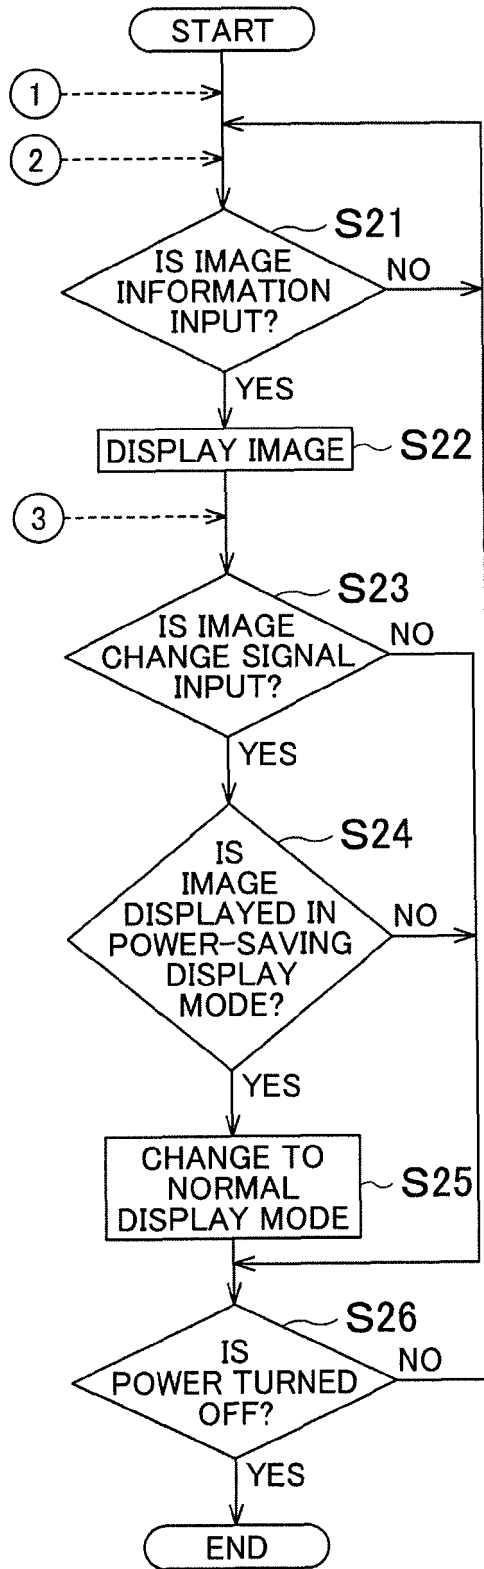 START
1
2
S21
IS IMAGE
INFORMATION
INPUT?
NO
YES
DISPLAY IMAGE
S22
3
S23
IS IMAGE
CHANGE SIGNAL
INPUT?
NO
YES
S24
IS
IMAGE
DISPLAYED IN
POWER-SAVING
DISPLAY
MODE?
NO
YES
CHANGE TO
NORMAL
DISPLAY MODE
S25
S26
IS
POWER TURNED
OFF?
NO
YES
END